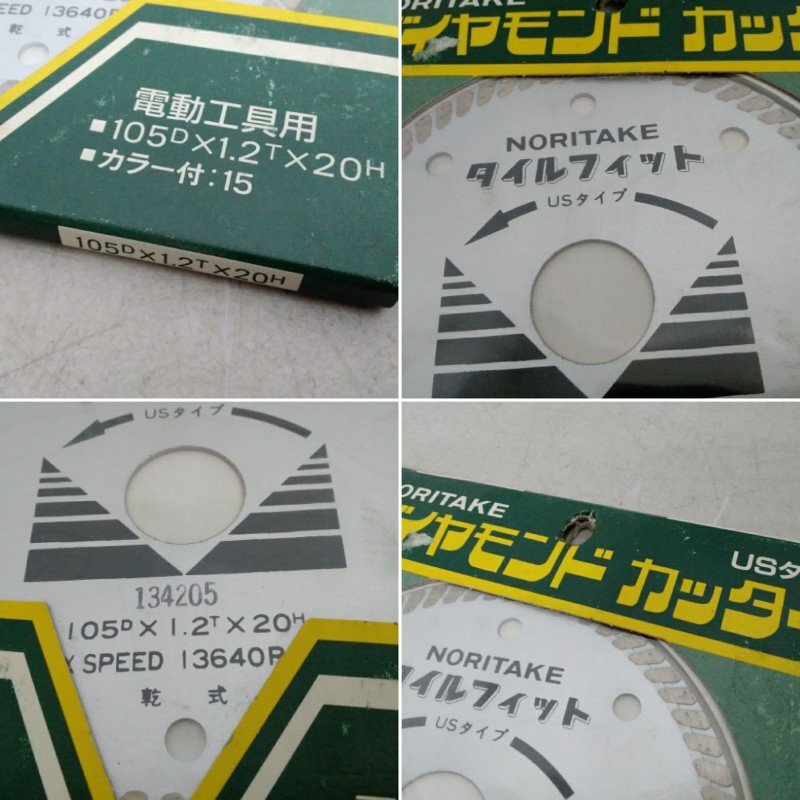 SPEED 13640R
乾 式
電動工具用
■105D×1.2T×20H
■カラー付:15
105D×1.2T×20H
NORITAKE
ダイヤモンド カッター
NORITAKE
タイルフィット
USタイプ
USタイプ
134205
105D×1.2T×20H
SPEED 13640R
乾 式
NORITAKE
ダイヤモンド カッター
USタ
NORITAKE
タイルフィット
USタイプ